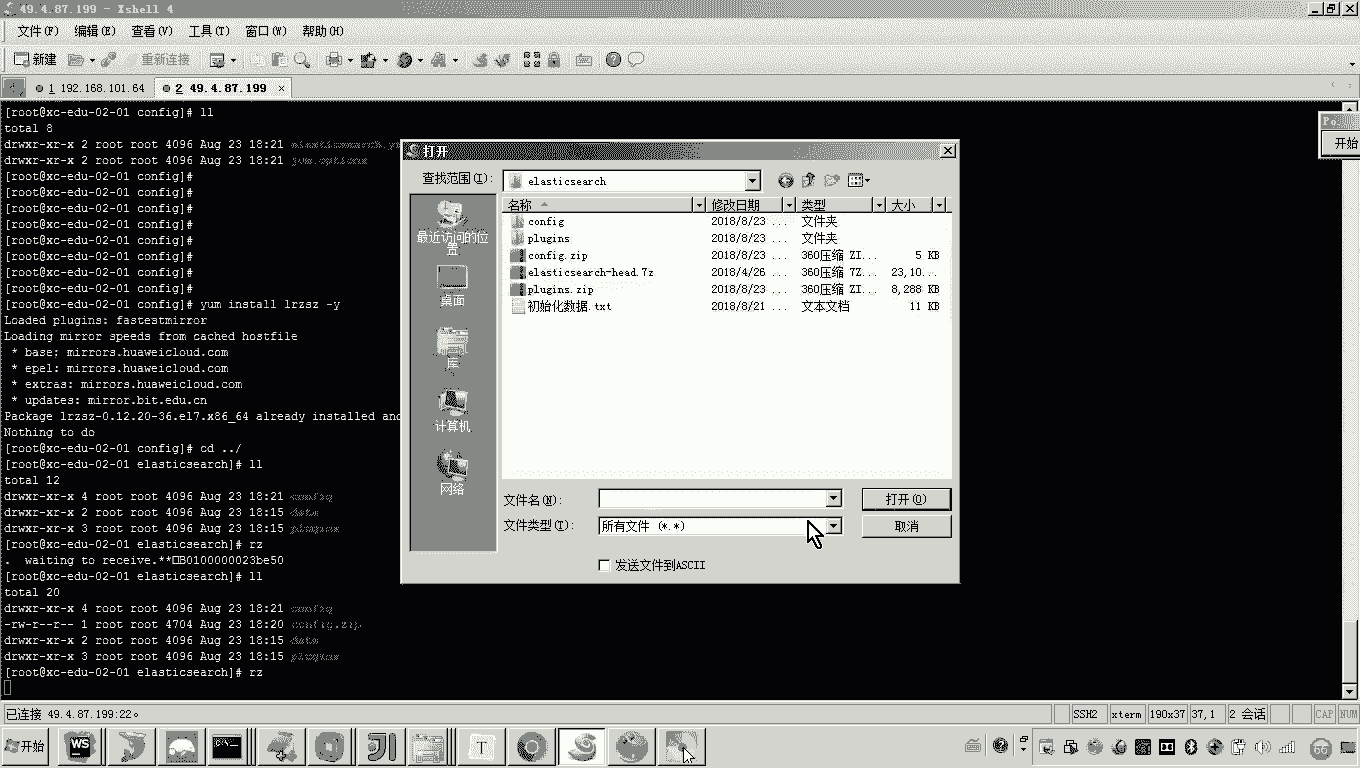 49.4.87.199 - Xshell 4
文件(F) 编辑(E) 查看(V) 工具(T) 窗口(W) 帮助(H)
新建 重新连接
1 192.168.101.64 2 49.4.87.199
[root@xc-edu-02-01 config]# ll
total 8
drwxr-xr-x 2 root root 4096 Aug 23 18:21
drwxr-xr-x 2 root root 4096 Aug 23 18:21 jvm.options
[root@xc-edu-02-01 config]#
[root@xc-edu-02-01 config]#
[root@xc-edu-02-01 config]#
[root@xc-edu-02-01 config]#
[root@xc-edu-02-01 config]#
[root@xc-edu-02-01 config]#
[root@xc-edu-02-01 config]#
[root@xc-edu-02-01 config]#
[root@xc-edu-02-01 config]# yum install lrzsz -y
Loaded plugins: fastestmirror
Loading mirror speeds from cached hostfile
* base: mirrors.huaweicloud.com
* epel: mirrors.huaweicloud.com
* extras: mirrors.huaweicloud.com
* updates: mirror.bit.edu.cn
Package lrzsz-0.12.20-36.el7.x86_64 already installed and
Nothing to do
[root@xc-edu-02-01 config]# cd ../
[root@xc-edu-02-01 elasticsearch]# ll
total 12
drwxr-xr-x 4 root root 4096 Aug 23 18:21 config
drwxr-xr-x 2 root root 4096 Aug 23 18:15 data
drwxr-xr-x 3 root root 4096 Aug 23 18:15 plugins
[root@xc-edu-02-01 elasticsearch]# rz
. waiting to receive.**□B0100000023be50
[root@xc-edu-02-01 elasticsearch]# ll
total 20
drwxr-xr-x 4 root root 4096 Aug 23 18:21 config
-rw-r--r-- 1 root root 4704 Aug 23 18:20 config.zip
drwxr-xr-x 2 root root 4096 Aug 23 18:15 data
drwxr-xr-x 3 root root 4096 Aug 23 18:15 plugins
[root@xc-edu-02-01 elasticsearch]# rz
打开
查找范围(I): elasticsearch
名称 修改日期 类型 大小
config 2018/8/23 ... 文件夹
plugins 2018/8/23 ... 文件夹
config.zip 2018/8/23 ... 360压缩 ZI... 5 KB
elasticsearch-head.7z 2018/4/26 ... 360压缩 7Z... 23,10...
plugins.zip 2018/8/23 ... 360压缩 ZI... 8,288 KB
初始化数据.txt 2018/8/21 ... 文本文档 11 KB
最近访问的位置
桌面
库
计算机
网络
文件名(N): 打开(O)
文件类型(T): 所有文件 (*.*) 取消
发送文件到ASCII
Po.
开始
已连接 49.4.87.199:22。 SSH2 xterm 190x37 37,1 2 会话 CAP NUM
开始 WS T 66